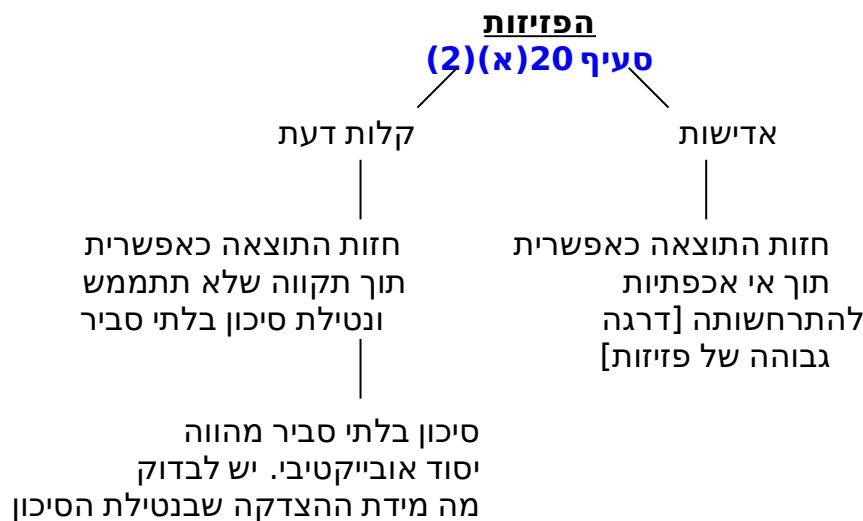 הפזיזות
סעיף 20(א)(2)
אדישות
קלות דעת
חזות התוצאה כאפשרית
תוך אי אכפתיות
להתרחשותה [דרגה
גבוהה של פזיזות]
חזות התוצאה כאפשרית
תוך תקווה שלא תתממש
ונטילת סיכון בלתי סביר
סיכון בלתי סביר מהווה
יסוד אובייקטיבי. יש לבדוק
מה מידת ההצדקה שבנטילת הסיכון